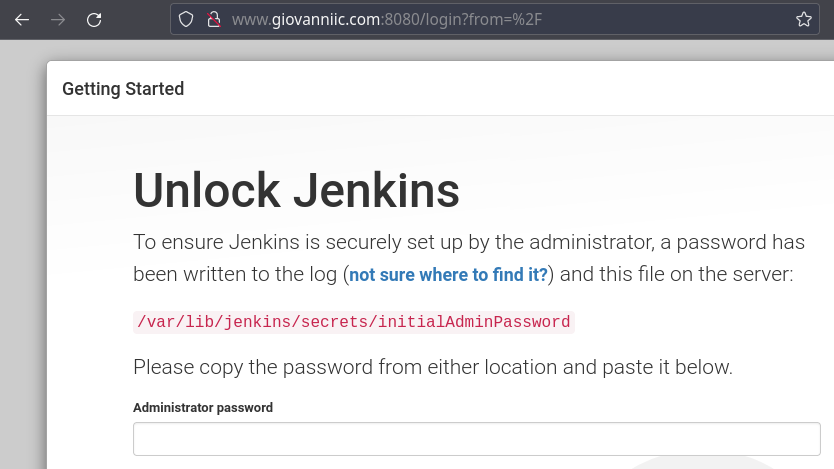 www.giovanniic.com:8080/login?from=%2F
Getting Started
Unlock Jenkins
To ensure Jenkins is securely set up by the administrator, a password has
been written to the log (not sure where to find it?) and this file on the server:
/var/lib/jenkins/secrets/initialAdminPassword
Please copy the password from either location and paste it below.
Administrator password